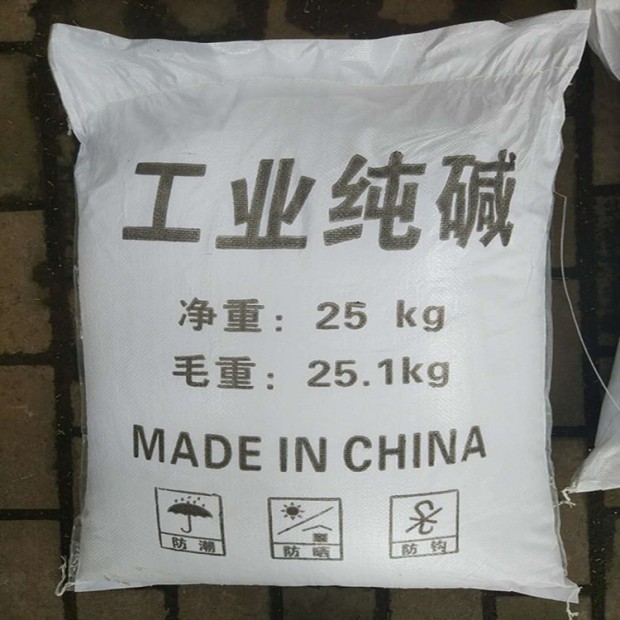 工业纯碱
净重: 25 kg
毛重: 25.1kg
MADE IN CHINA
防潮 防晒 防钩